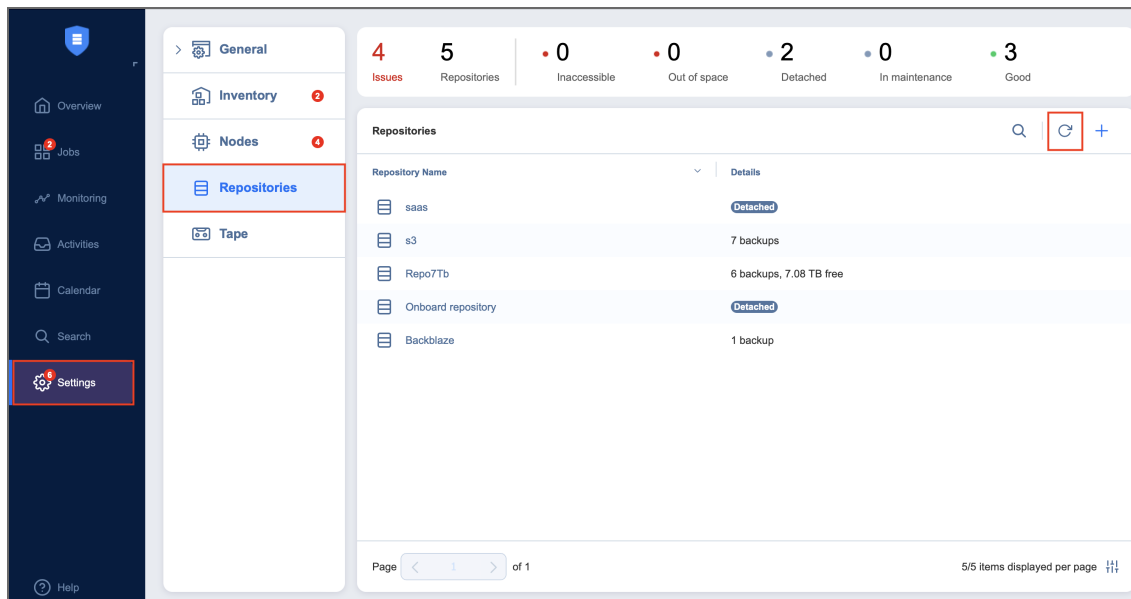 Overview
2
Jobs
Monitoring
Activities
Calendar
Search
6
Settings
Help
General
Inventory 2
Nodes 4
Repositories
Tape
4 5 0 0 2 0 3
Issues Repositories Inaccessible Out of space Detached In maintenance Good
Repositories
Repository Name Details
saas Detached
s3 7 backups
Repo7Tb 6 backups, 7.08 TB free
Onboard repository Detached
Backblaze 1 backup
Page 1 of 1 5/5 items displayed per page